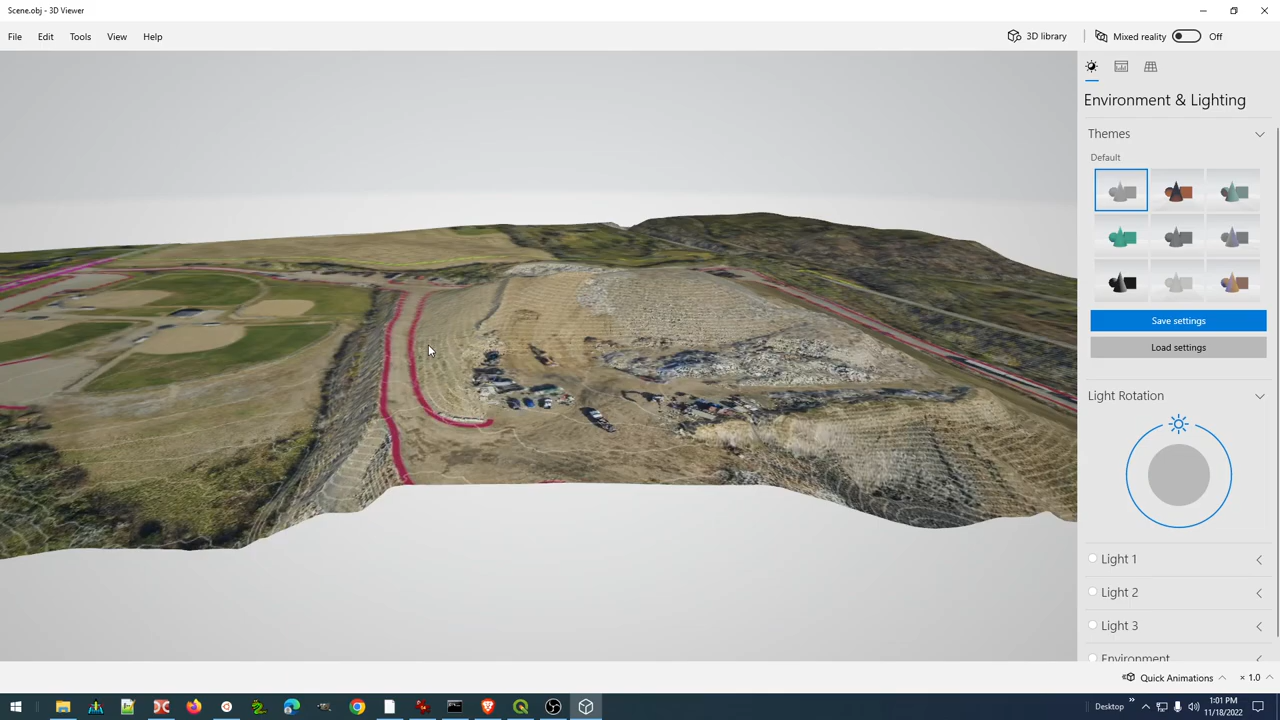 Scene.obj - 3D Viewer
File Edit Tools View Help
3D library
Mixed reality Off
Environment & Lighting
Themes
Default
Save settings
Load settings
Light Rotation
Light 1
Light 2
Light 3
Environment
Quick Animations × 1.0
Desktop
1:01 PM
11/18/2022